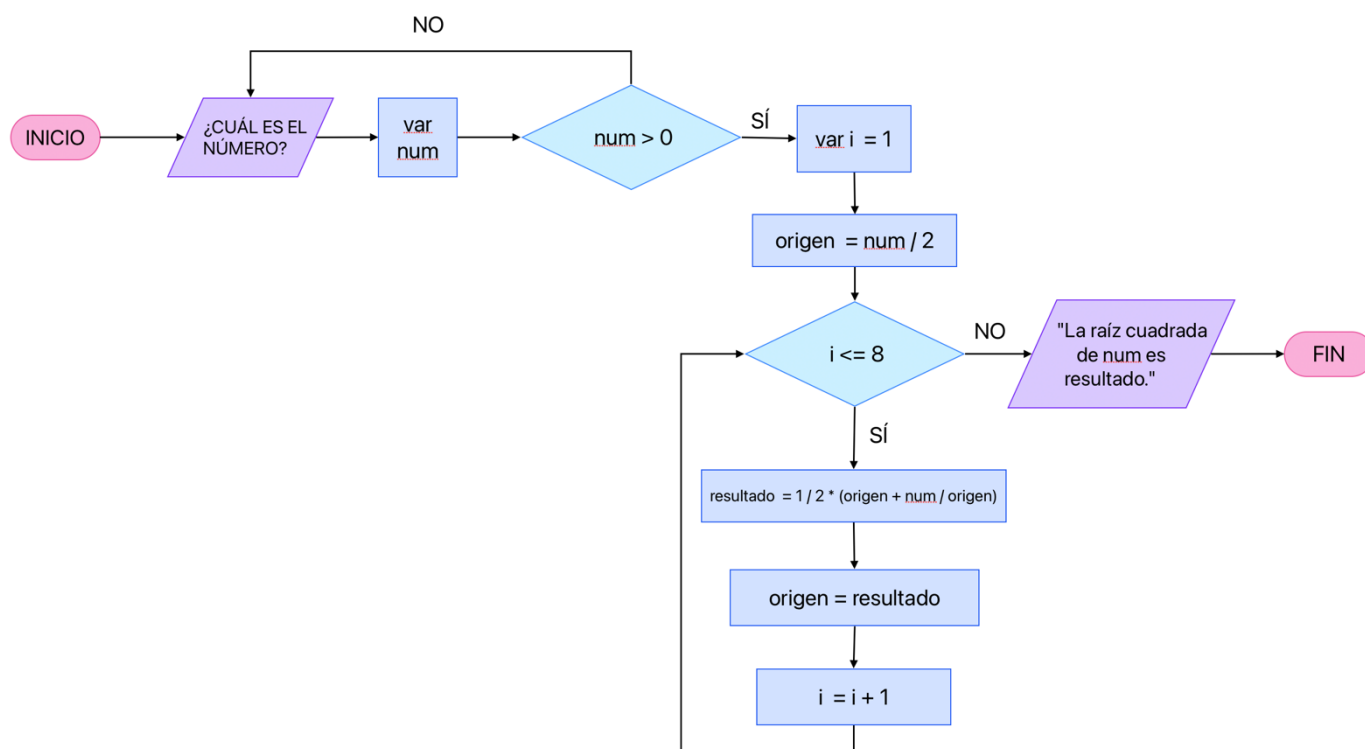 NO
INICIO
¿CUÁL ES EL
NÚMERO?
var
num
num > 0
SÍ
var i = 1
origen = num / 2
i <= 8
NO
"La raíz cuadrada
de num es
resultado."
FIN
SÍ
resultado = 1 / 2 * (origen + num / origen)
origen = resultado
i = i + 1